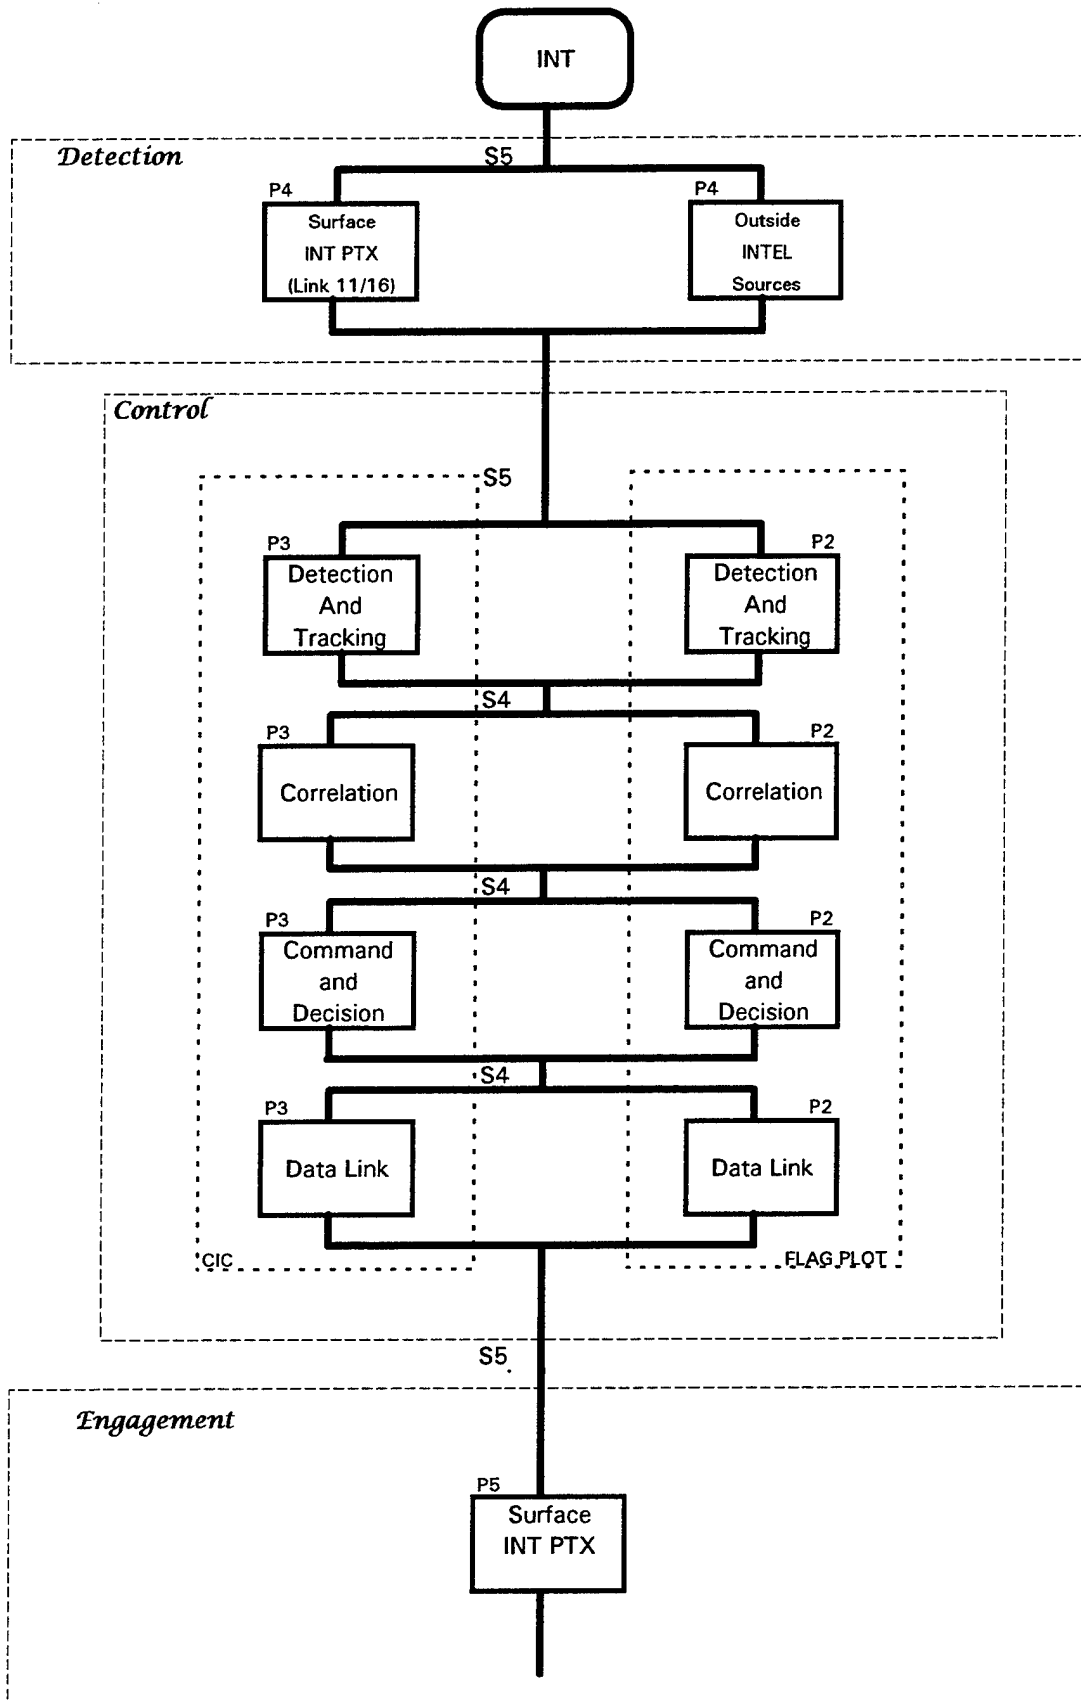 INT
Detection
S5
P4
P4
Surface
INT PTX
(Link 11/16)
Outside
INTEL
Sources
Control
S5
P3
P2
Detection
And
Tracking
Detection
And
Tracking
S4
P3
P2
Correlation
Correlation
S4
P3
P2
Command
and
Decision
Command
and
Decision
S4
P3
P2
Data Link
Data Link
CIC
FLAG PLOT
S5
Engagement
P5
Surface
INT PTX